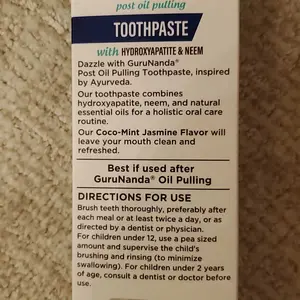 post oil pulling
TOOTHPASTE
with HYDROXYAPATITE & NEEM
Dazzle with GuruNanda®
Post Oil Pulling Toothpaste, inspired
by Ayurveda.
Our toothpaste combines
hydroxyapatite, neem, and natural
essential oils for a holistic oral care
routine.
Our Coco-Mint Jasmine Flavor will
leave your mouth clean and
refreshed.
Best if used after
GuruNanda® Oil Pulling
DIRECTIONS FOR USE
Brush teeth thoroughly, preferably after
each meal or at least twice a day, or as
directed by a dentist or physician.
For children under 12, use a pea sized
amount and supervise the child's
brushing and rinsing (to minimize
swallowing). For children under 2 years
of age, consult a dentist or doctor before
use.